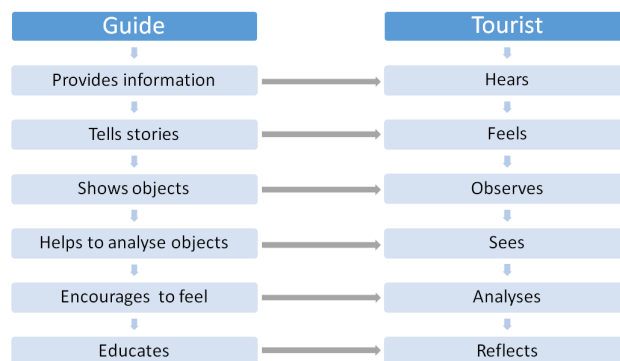 Guide
Tourist
Provides information
Hears
Tells stories
Feels
Shows objects
Observes
Helps to analyse objects
Sees
Encourages to feel
Analyses
Educates
Reflects